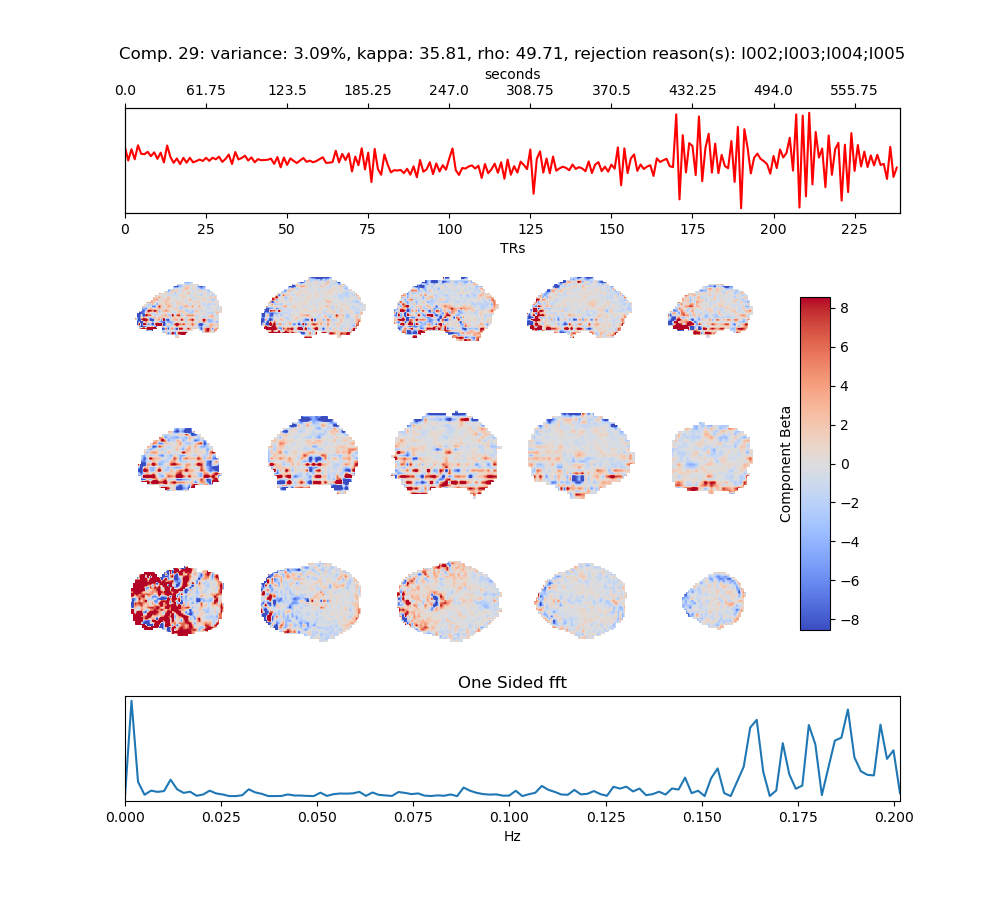 Comp. 29: variance: 3.09%, kappa: 35.81, rho: 49.71, rejection reason(s): I002;I003;I004;I005
seconds
0.0 61.75 123.5 185.25 247.0 308.75 370.5 432.25 494.0 555.75
0 25 50 75 100 125 150 175 200 225
TRs
8
6
4
2
0
−2
−4
−6
−8
Component Beta
One Sided fft
0.000 0.025 0.050 0.075 0.100 0.125 0.150 0.175 0.200
Hz